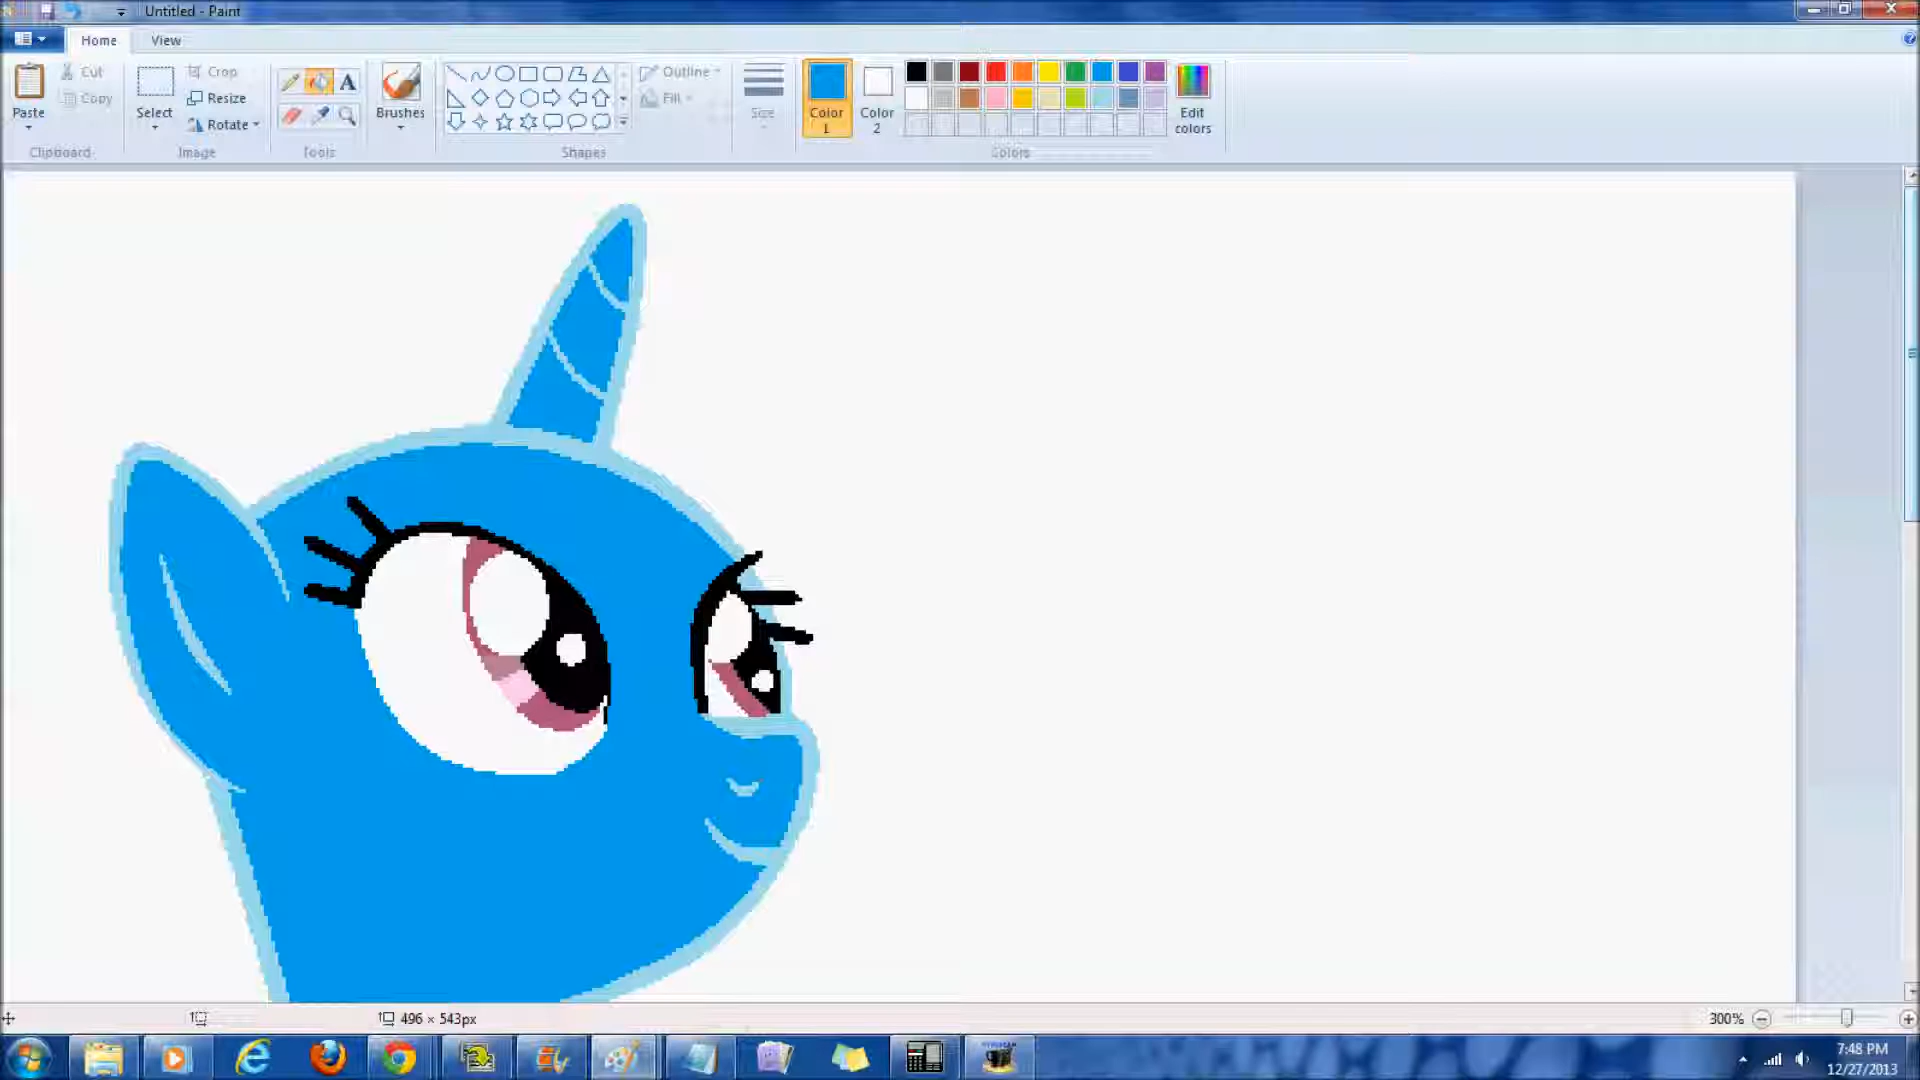 Untitled - Paint
Home View
Paste
Cut
Copy
Clipboard
Select
Crop
Resize
Rotate
Image
A
Tools
Brushes
Shapes
Outline
Fill
Size
Color 1
Color 2
Edit colors
Colors
496 × 543px
300%
7:48 PM
12/27/2013